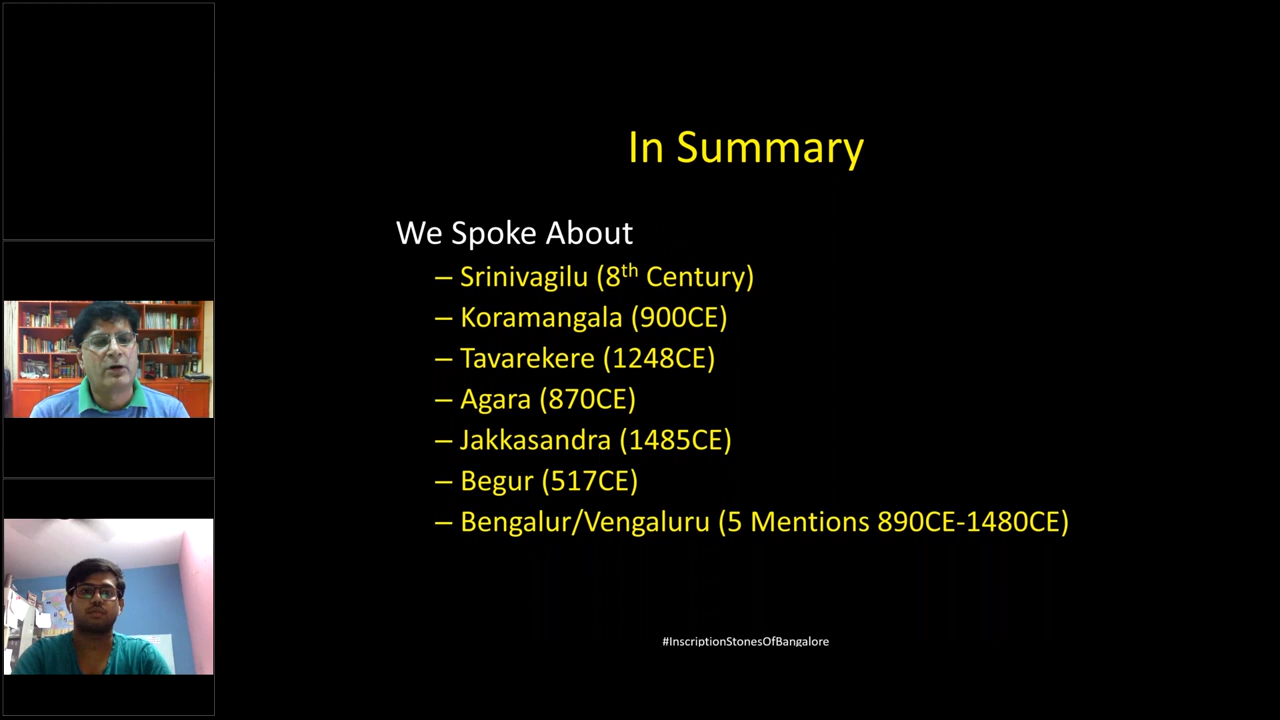 In Summary
We Spoke About
– Srinivagilu (8th Century)
– Koramangala (900CE)
– Tavarekere (1248CE)
– Agara (870CE)
– Jakkasandra (1485CE)
– Begur (517CE)
– Bengalur/Vengaluru (5 Mentions 890CE-1480CE)
#InscriptionStonesOfBangalore